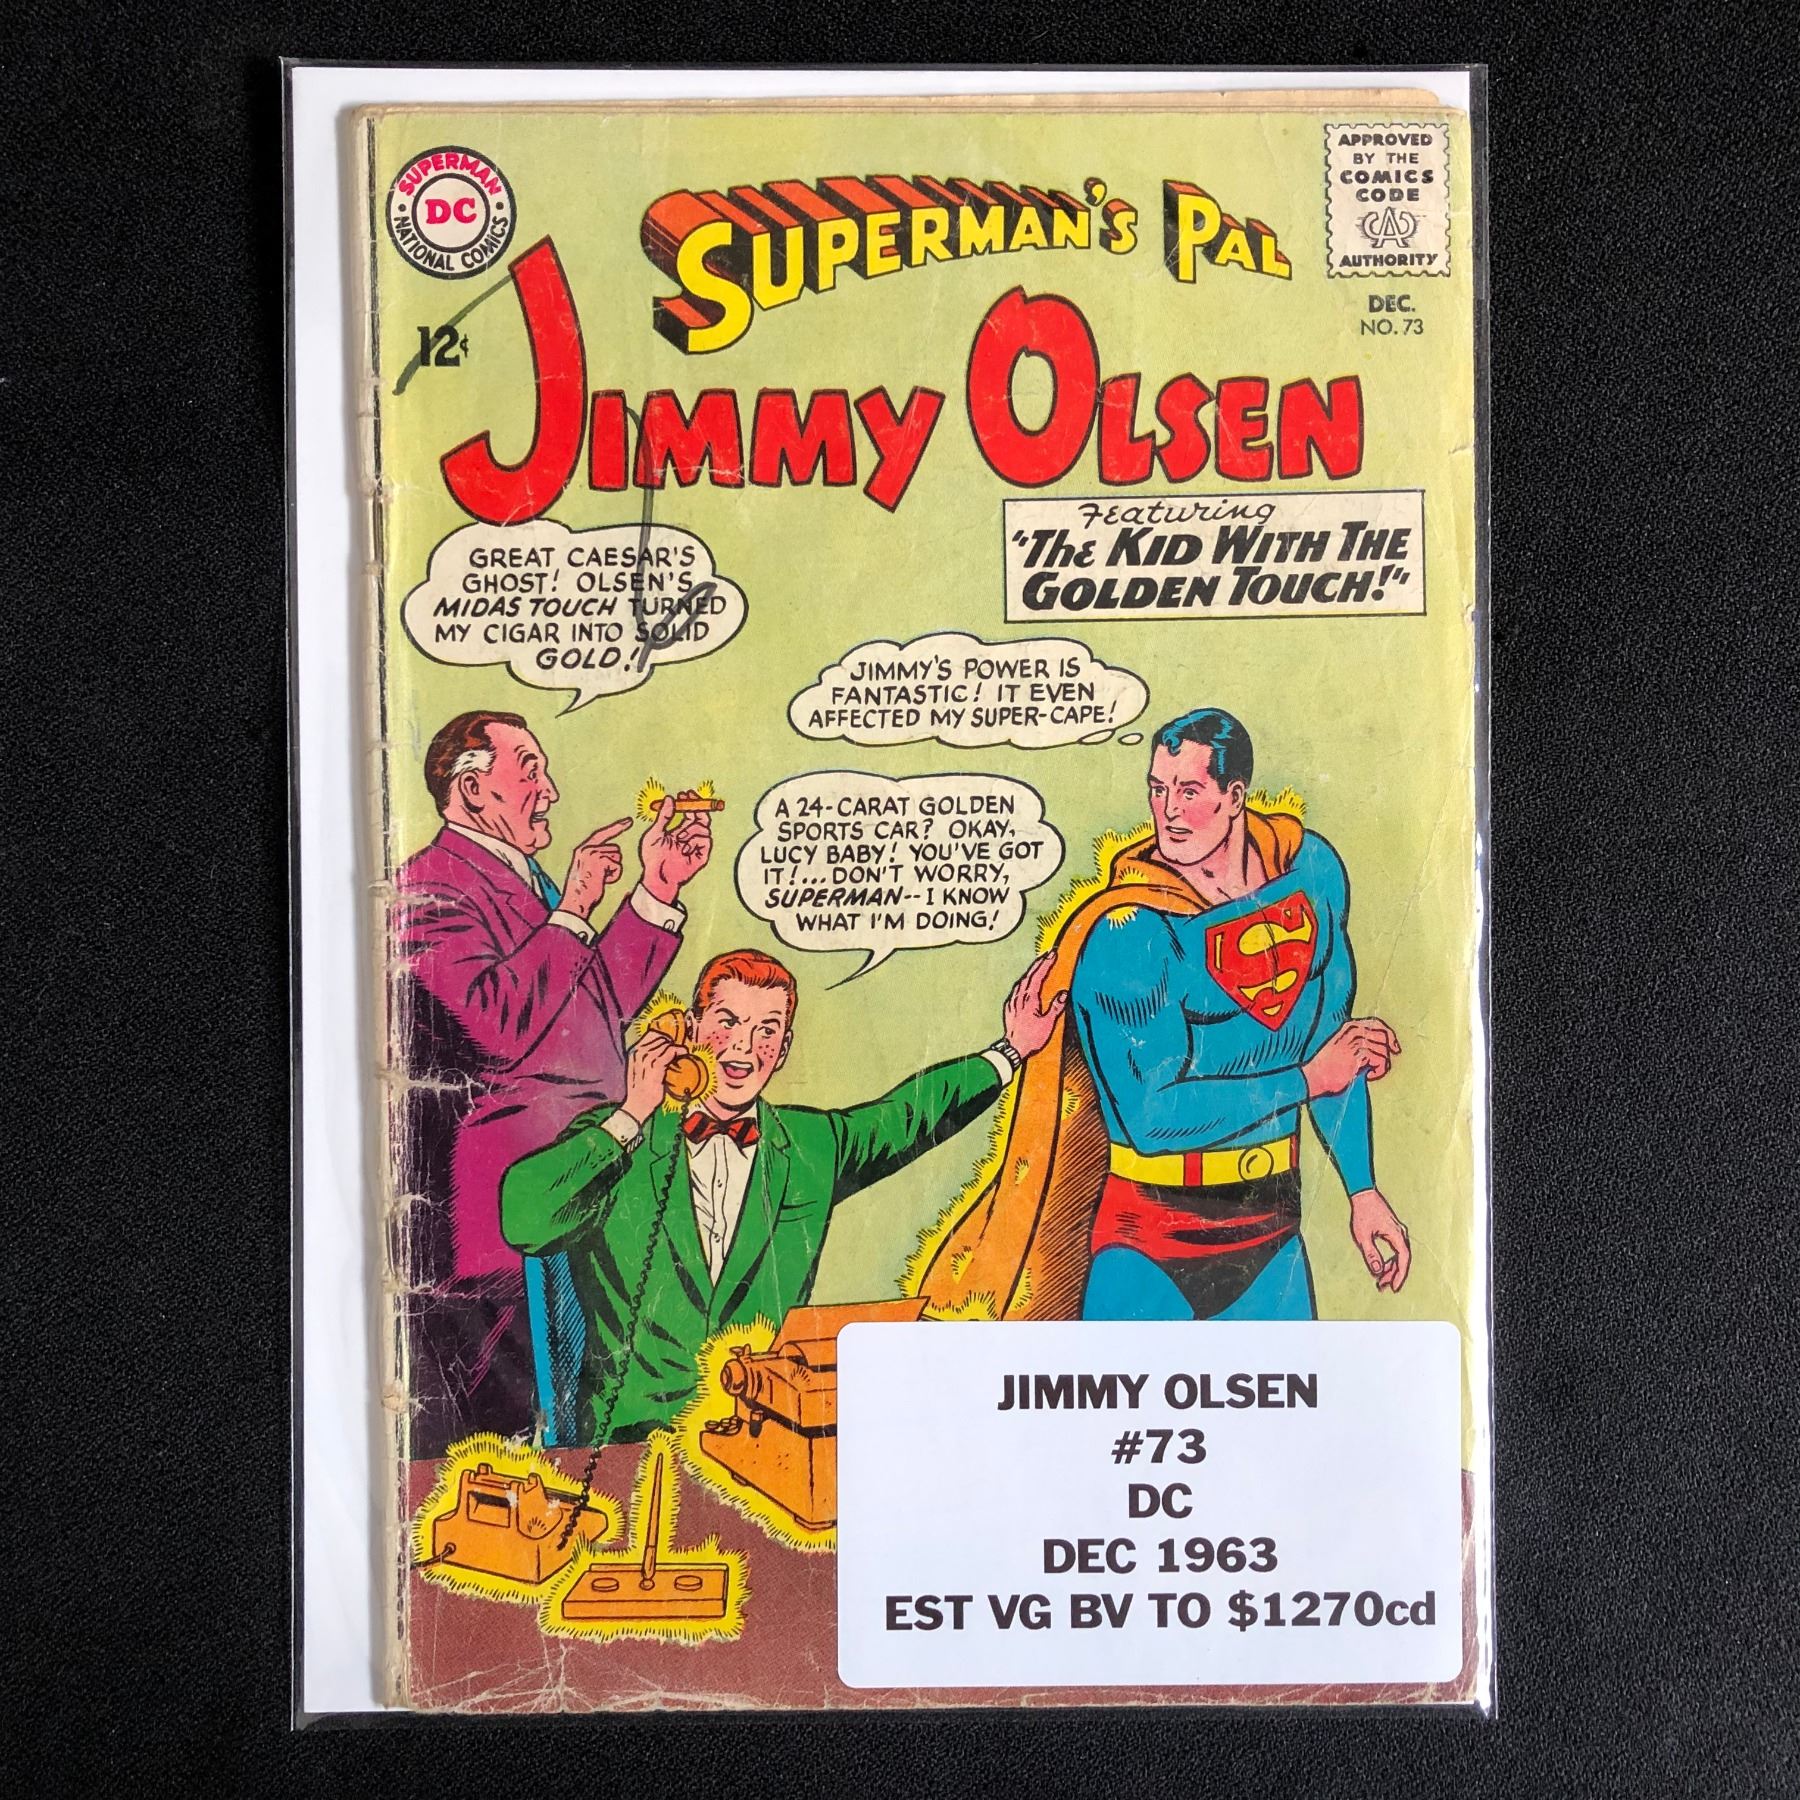 SUPERMAN
DC
NATIONAL COMICS
SUPERMAN'S PAL
JIMMY OLSEN
APPROVED
BY THE
COMICS
CODE
CA
AUTHORITY
DEC.
NO. 73
12¢
Featuring
"THE KID WITH THE
GOLDEN TOUCH!"
GREAT CAESAR'S
GHOST! OLSEN'S
MIDAS TOUCH TURNED
MY CIGAR INTO SOLID
GOLD!
JIMMY'S POWER IS
FANTASTIC! IT EVEN
AFFECTED MY SUPER-CAPE!
A 24-CARAT GOLDEN
SPORTS CAR? OKAY,
LUCY BABY! YOU'VE GOT
IT!...DON'T WORRY,
SUPERMAN--I KNOW
WHAT I'M DOING!
S
JIMMY OLSEN
#73
DC
DEC 1963
EST VG BV TO $1270cd